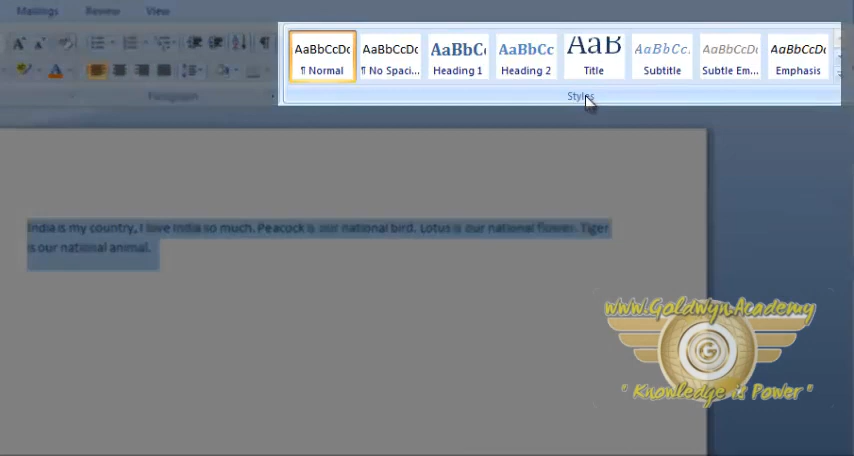 Mailings Review View
AaBbCcDc AaBbCcDc AaBbC AaBbCc AaB AaBbCc. AaBbCcDc AaBbCcDc
¶ Normal ¶ No Spaci... Heading 1 Heading 2 Title Subtitle Subtle Em... Emphasis
Paragraph Styles
India is my country, I love India so much. Peacock is our national bird. Lotus is our national flower. Tiger
is our national animal.
www.Goldwyn.Academy
G
" Knowledge is Power "